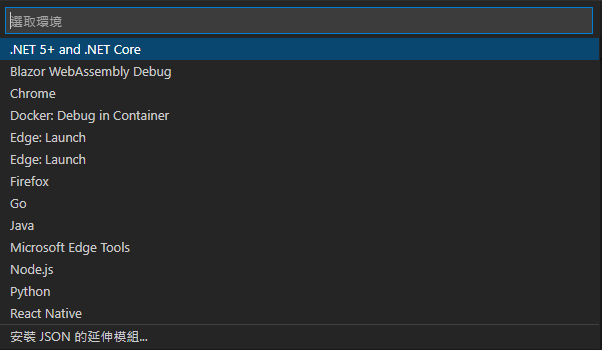 選取環境
.NET 5+ and .NET Core
Blazor WebAssembly Debug
Chrome
Docker: Debug in Container
Edge: Launch
Edge: Launch
Firefox
Go
Java
Microsoft Edge Tools
Node.js
Python
React Native
安裝 JSON 的延伸模組...